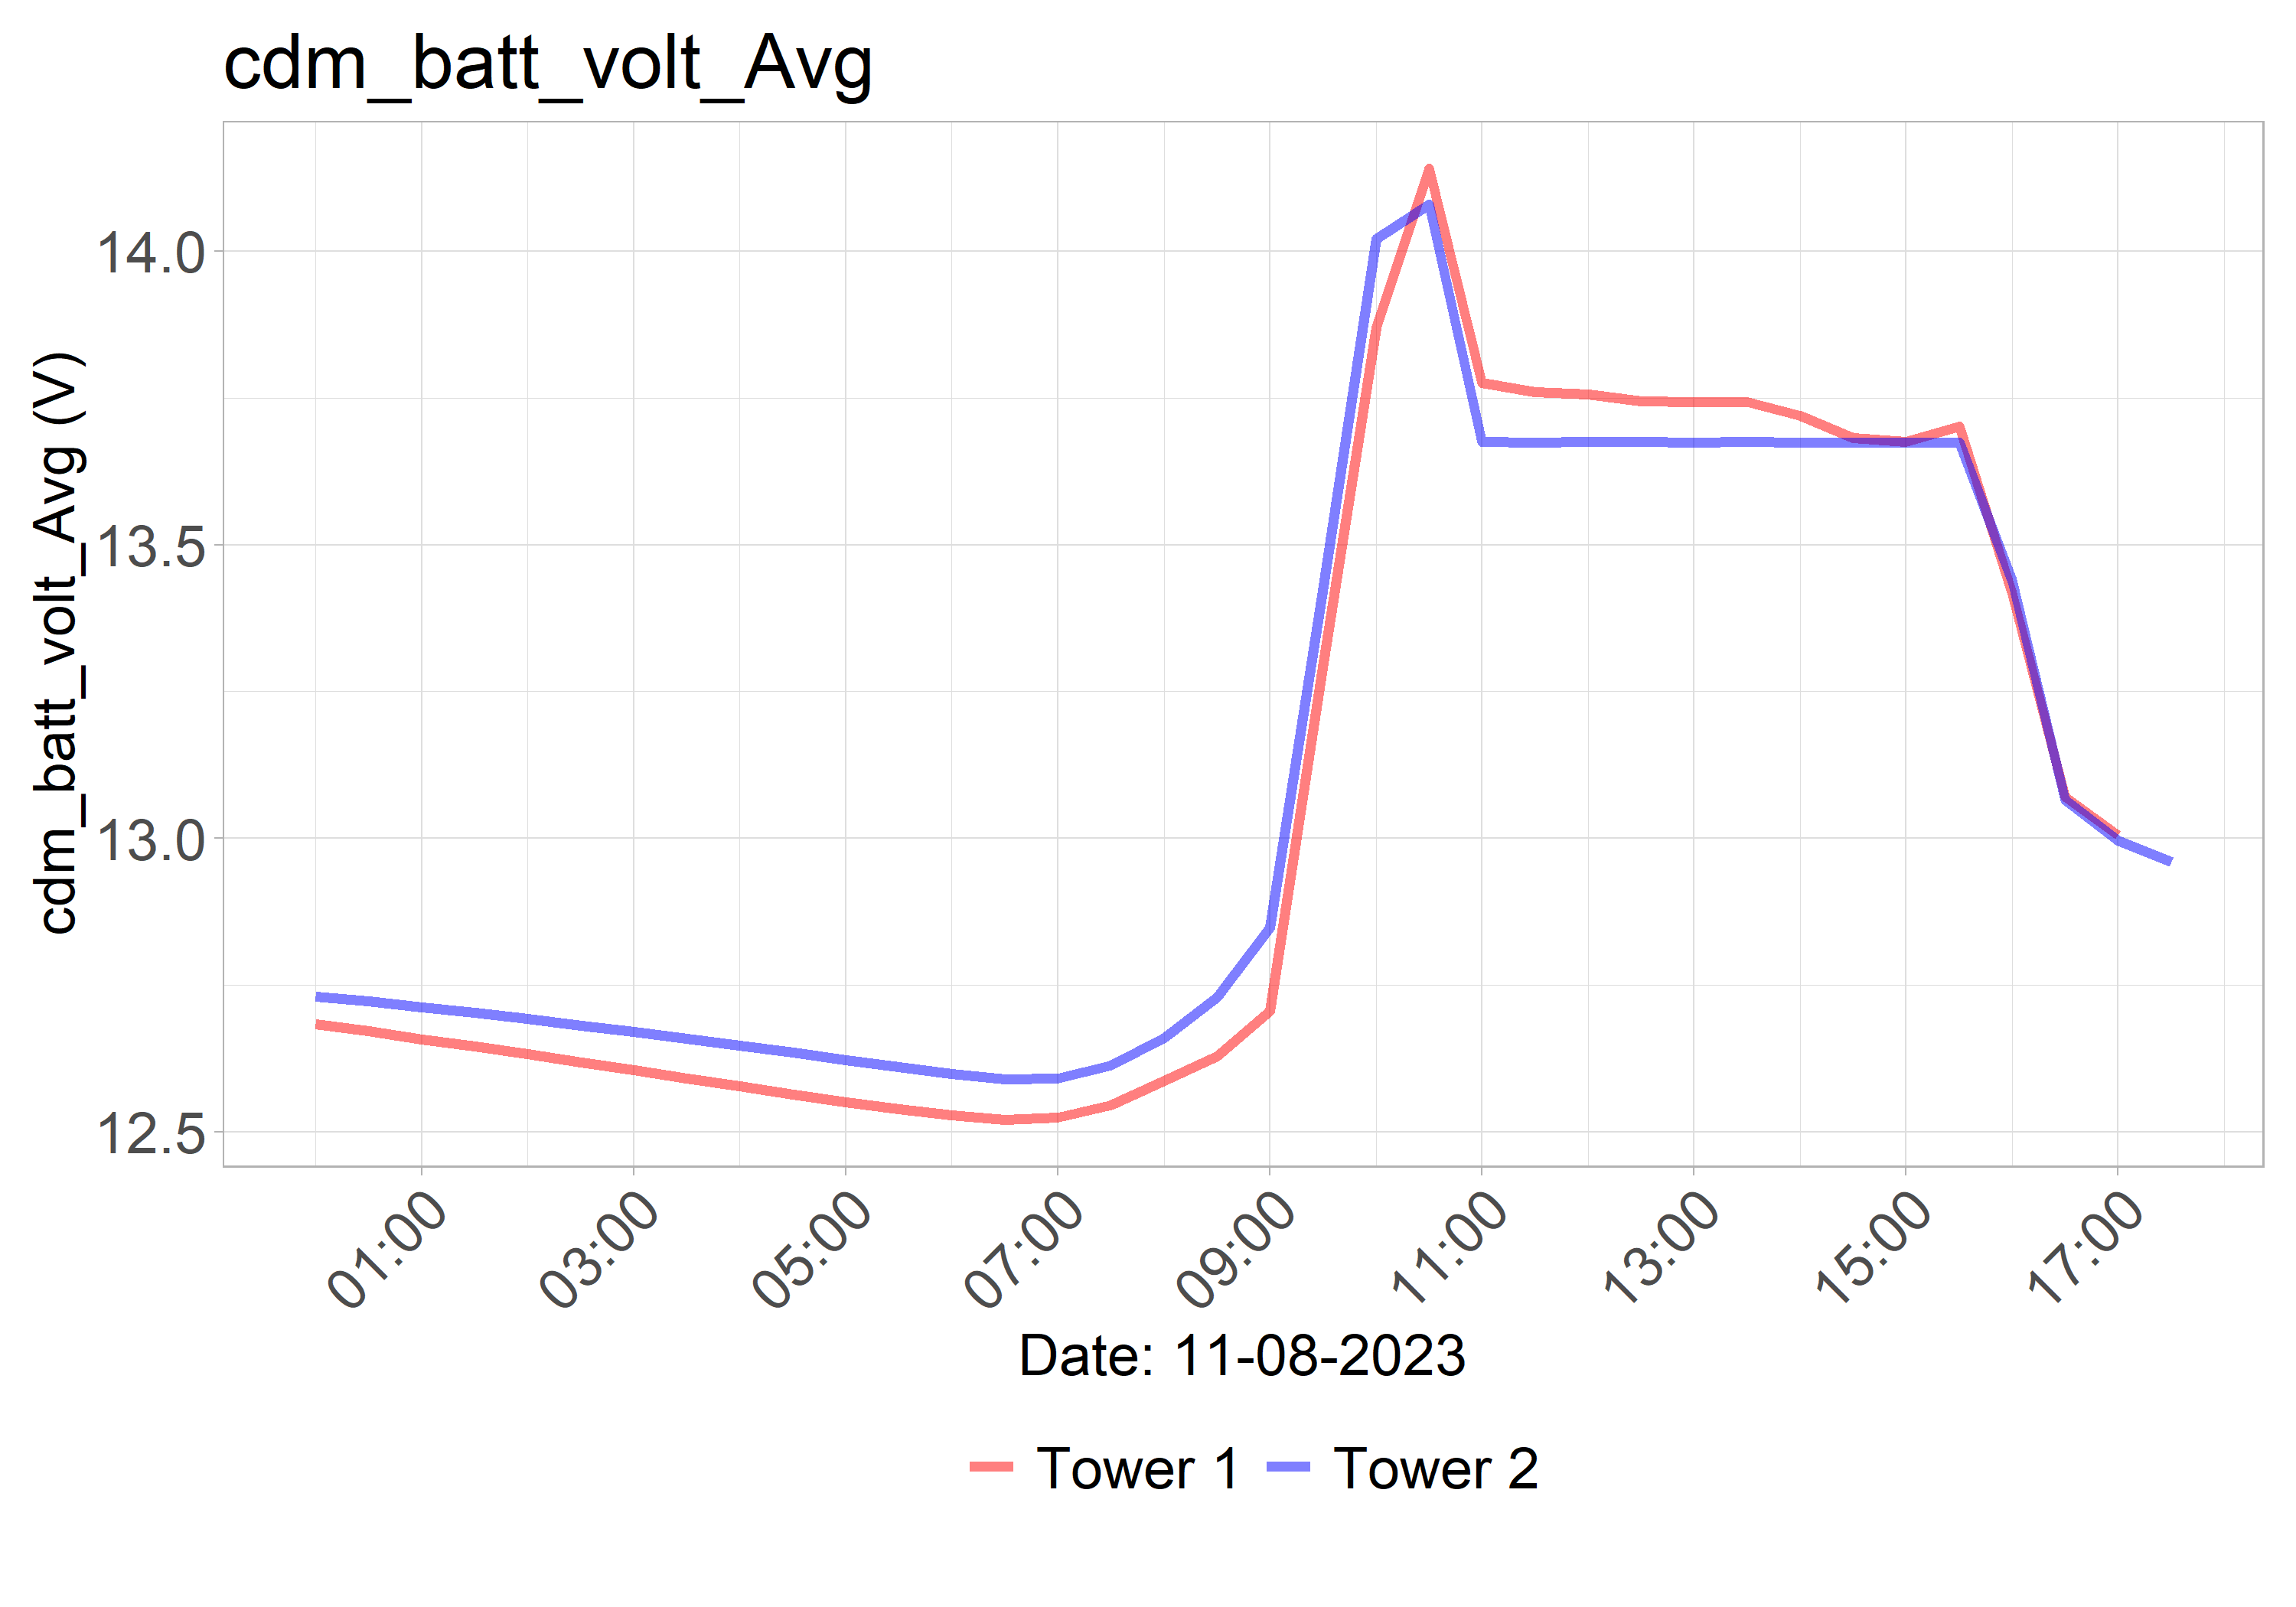 cdm_batt_volt_Avg
cdm_batt_volt_Avg (V)
14.0
13.5
13.0
12.5
01:00 03:00 05:00 07:00 09:00 11:00 13:00 15:00 17:00
Date: 11-08-2023
Tower 1 Tower 2